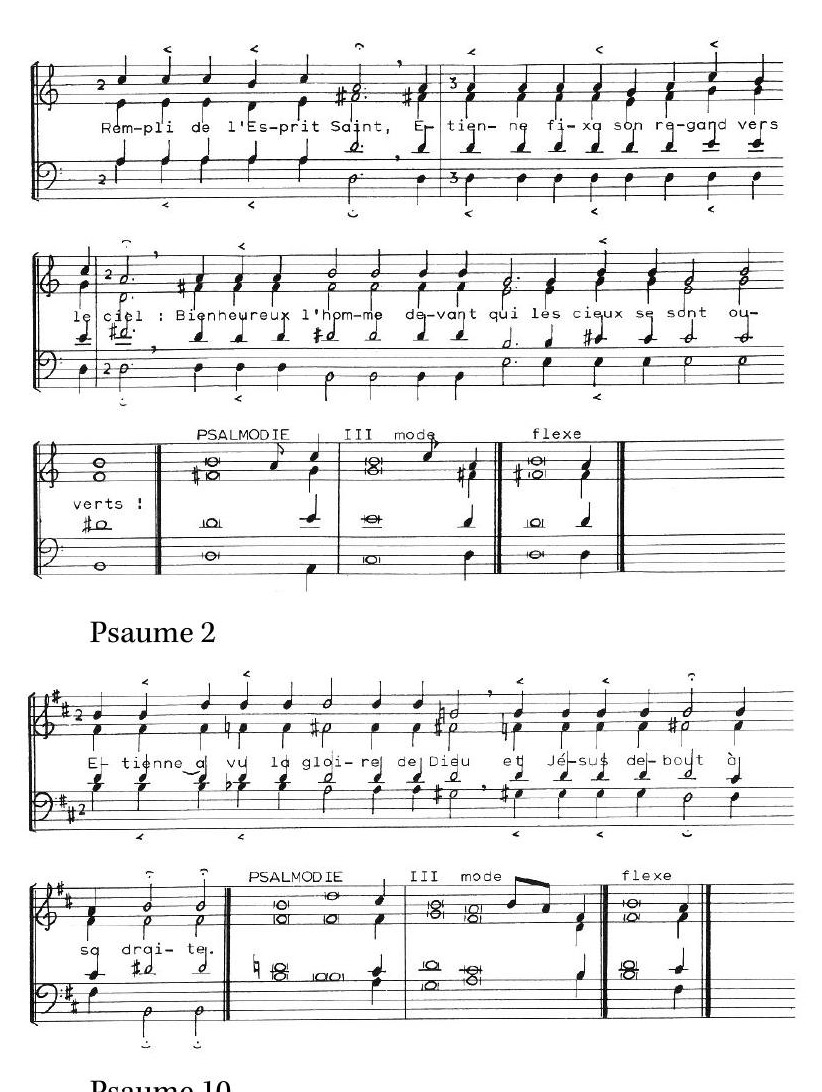 Rem-pli de l'Es-prit Saint, E- tien- ne fi-xa son re-gard vers
le ciel : Bienheureux l'hom-me de-vant qui les cieux se sont ou-
PSALMODIE III mode flexe
verts !
Psaume 2
E- tienne a vu la gloi- re de Dieu et Jé-sus de-bout à
PSALMODIE III mode flexe
sa droi- te.
Psaume 10